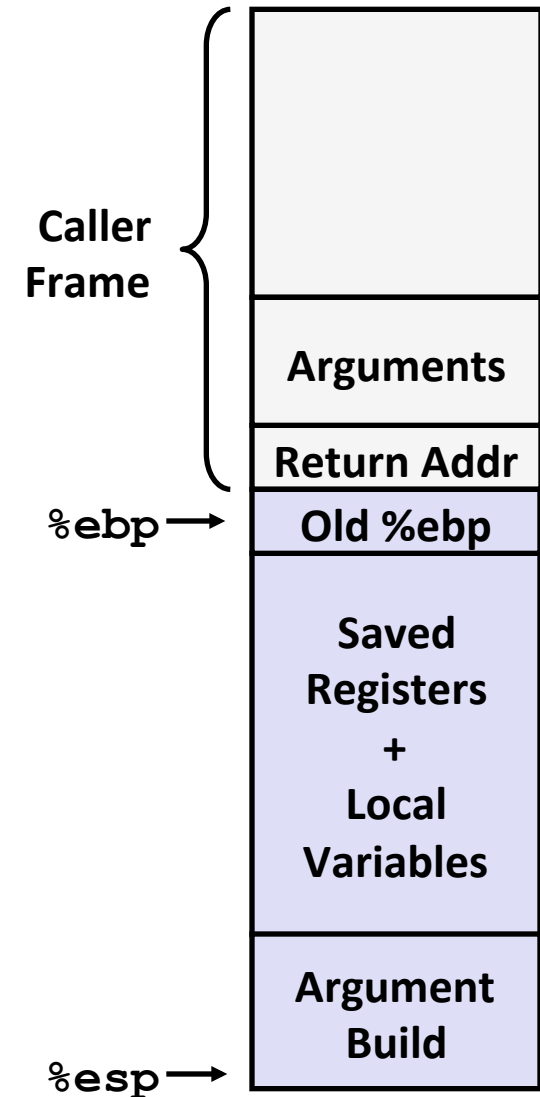 Caller
Frame
Arguments
Return Addr
%ebp
Old %ebp
Saved
Registers
+
Local
Variables
Argument
Build
%esp